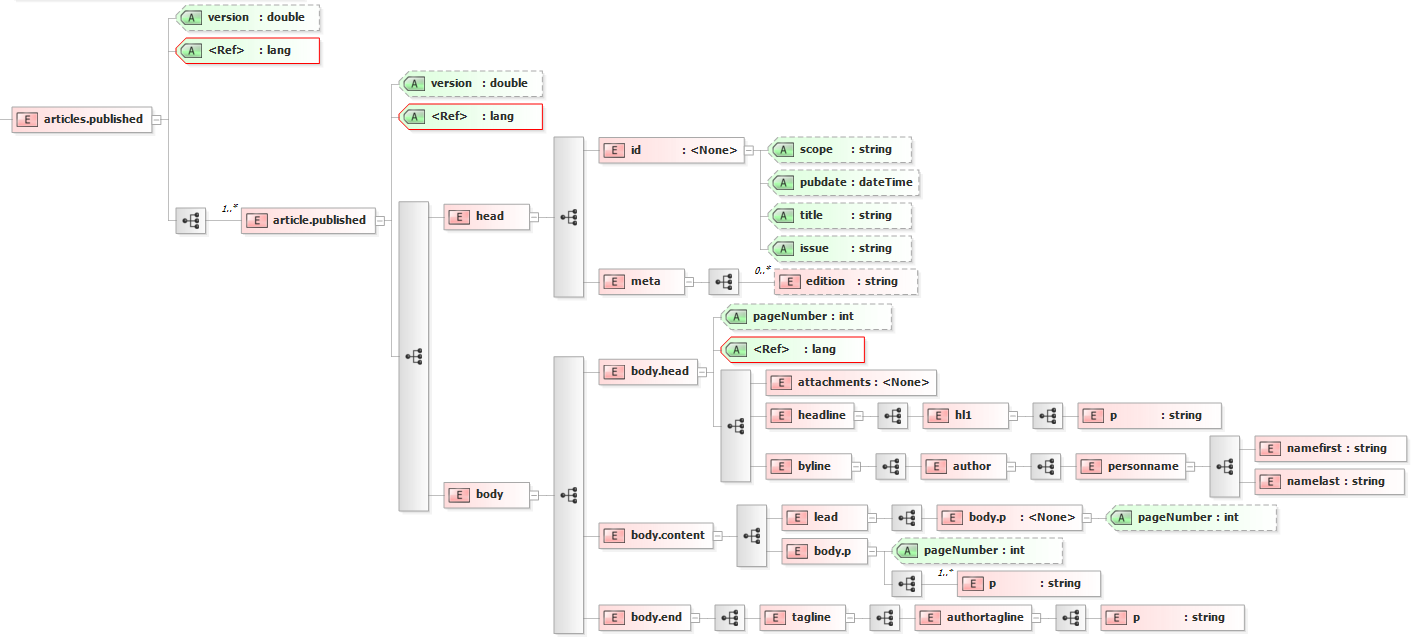 A version : double
A <Ref> : lang
E articles.published
A version : double
A <Ref> : lang
1..* E article.published
E head
E id : <None>
A scope : string
A pubdate : dateTime
A title : string
A issue : string
E meta
0..* E edition : string
E body
E body.head
A pageNumber : int
A <Ref> : lang
E attachments : <None>
E headline E hl1 E p : string
E byline E author E personname
E namefirst : string
E namelast : string
E body.content
E lead E body.p : <None> A pageNumber : int
E body.p A pageNumber : int
1..* E p : string
E body.end E tagline E authortagline E p : string